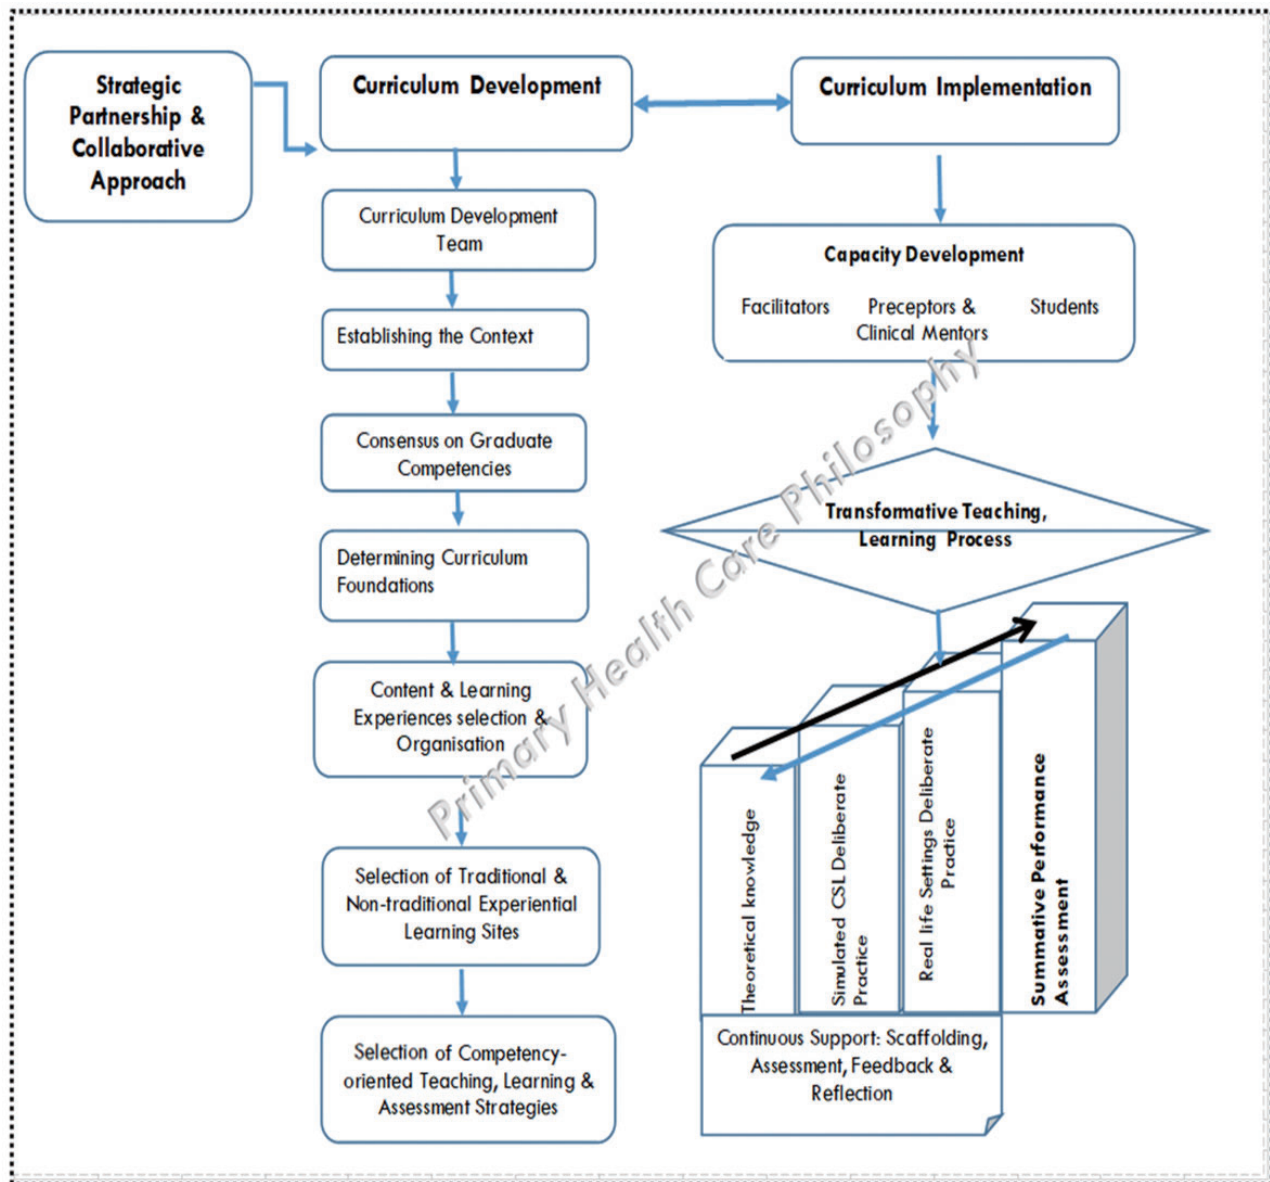 Strategic
Partnership &
Collaborative
Approach
Curriculum Development
Curriculum Development
Team
Establishing the Context
Consensus on Graduate
Competencies
Determining Curriculum
Foundations
Content & Learning
Experiences selection &
Organisation
Selection of Traditional &
Non-traditional Experiential
Learning Sites
Selection of Competency-
oriented Teaching, Learning &
Assessment Strategies
Curriculum Implementation
Capacity Development
Facilitators
Preceptors &
Clinical Mentors
Students
Transformative Teaching,
Learning Process
Theoretical knowledge
Simulated CSL Deliberate
Practice
Real life Settings Deliberate
Practice
Summative Performance
Assessment
Continuous Support: Scaffolding,
Assessment, Feedback &
Reflection
Primary Health Care Philosophy